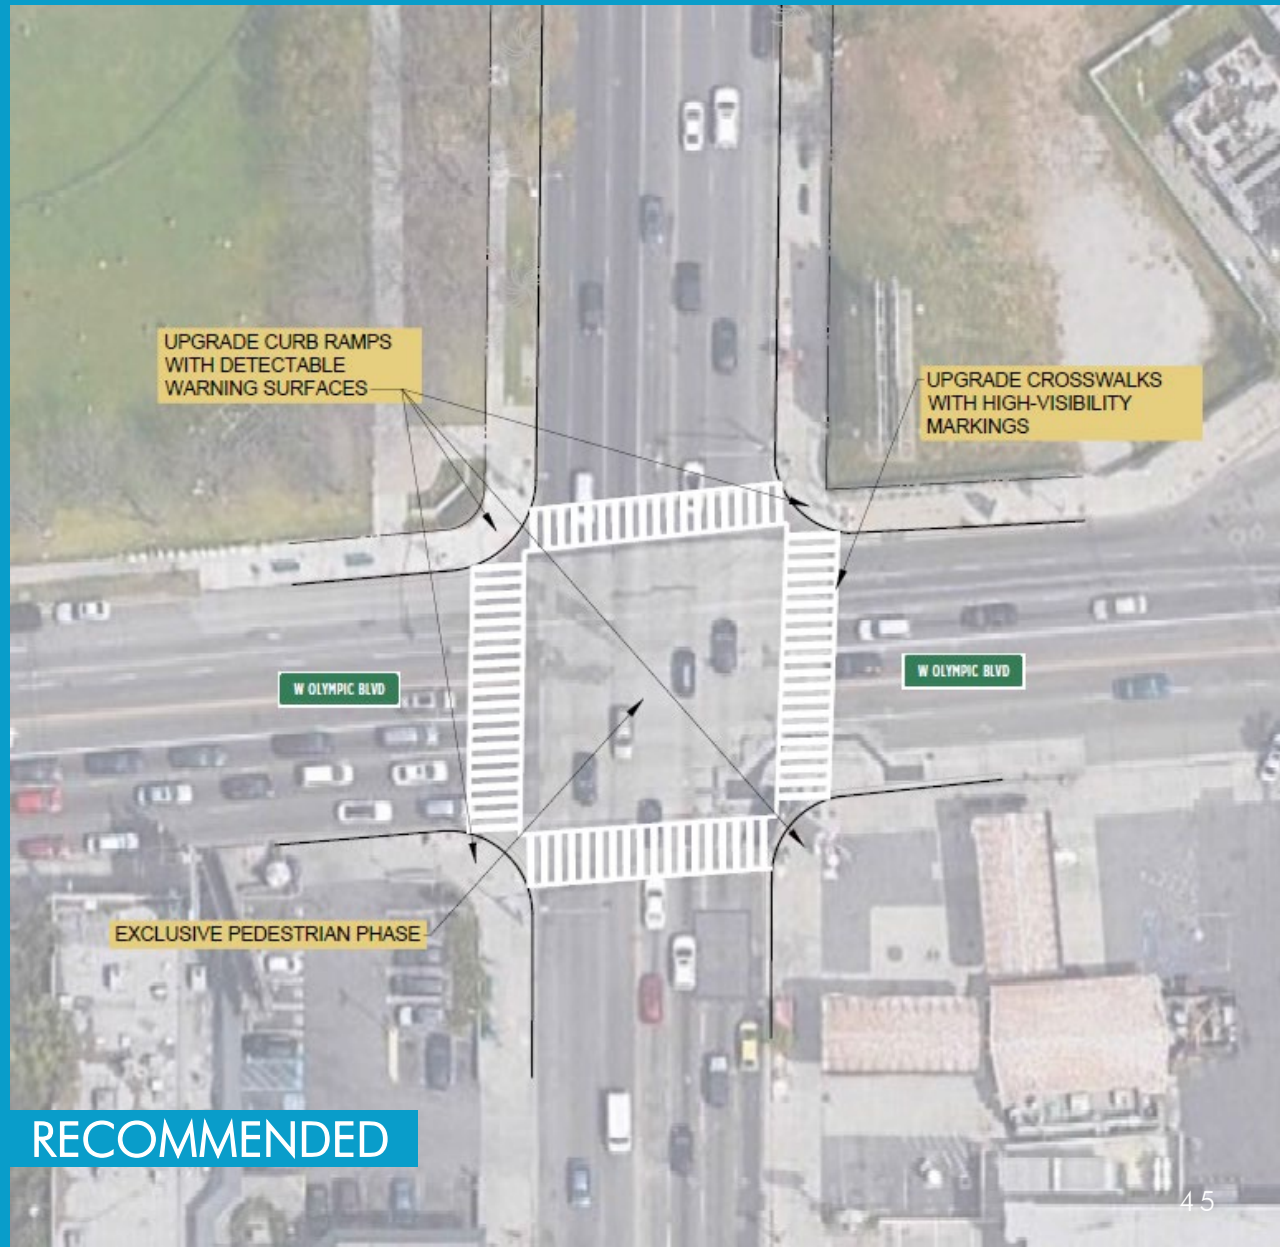 UPGRADE CURB RAMPS
WITH DETECTABLE
WARNING SURFACES
UPGRADE CROSSWALKS
WITH HIGH-VISIBILITY
MARKINGS
W OLYMPIC BLVD
W OLYMPIC BLVD
EXCLUSIVE PEDESTRIAN PHASE
RECOMMENDED
45